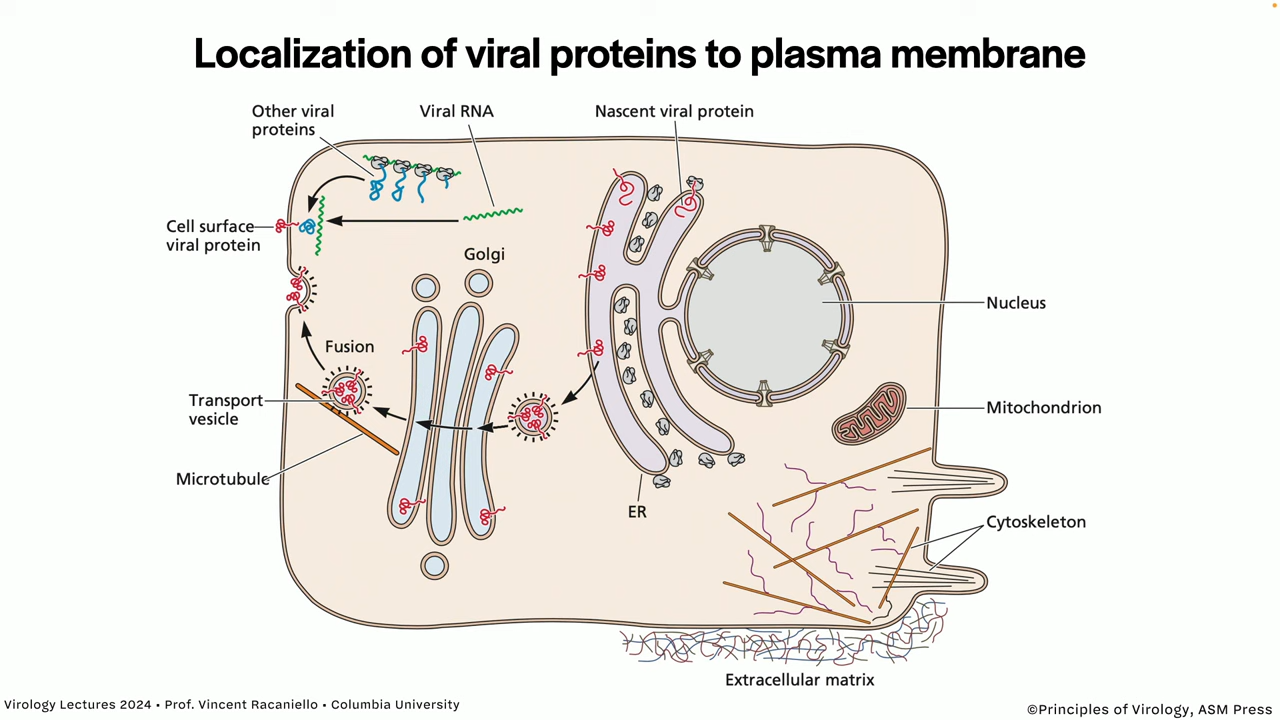 Localization of viral proteins to plasma membrane
Other viral
proteins
Viral RNA
Nascent viral protein
Cell surface
viral protein
Golgi
Nucleus
Fusion
Transport
vesicle
Mitochondrion
Microtubule
ER
Cytoskeleton
Extracellular matrix
Virology Lectures 2024 • Prof. Vincent Racaniello • Columbia University
©Principles of Virology, ASM Press